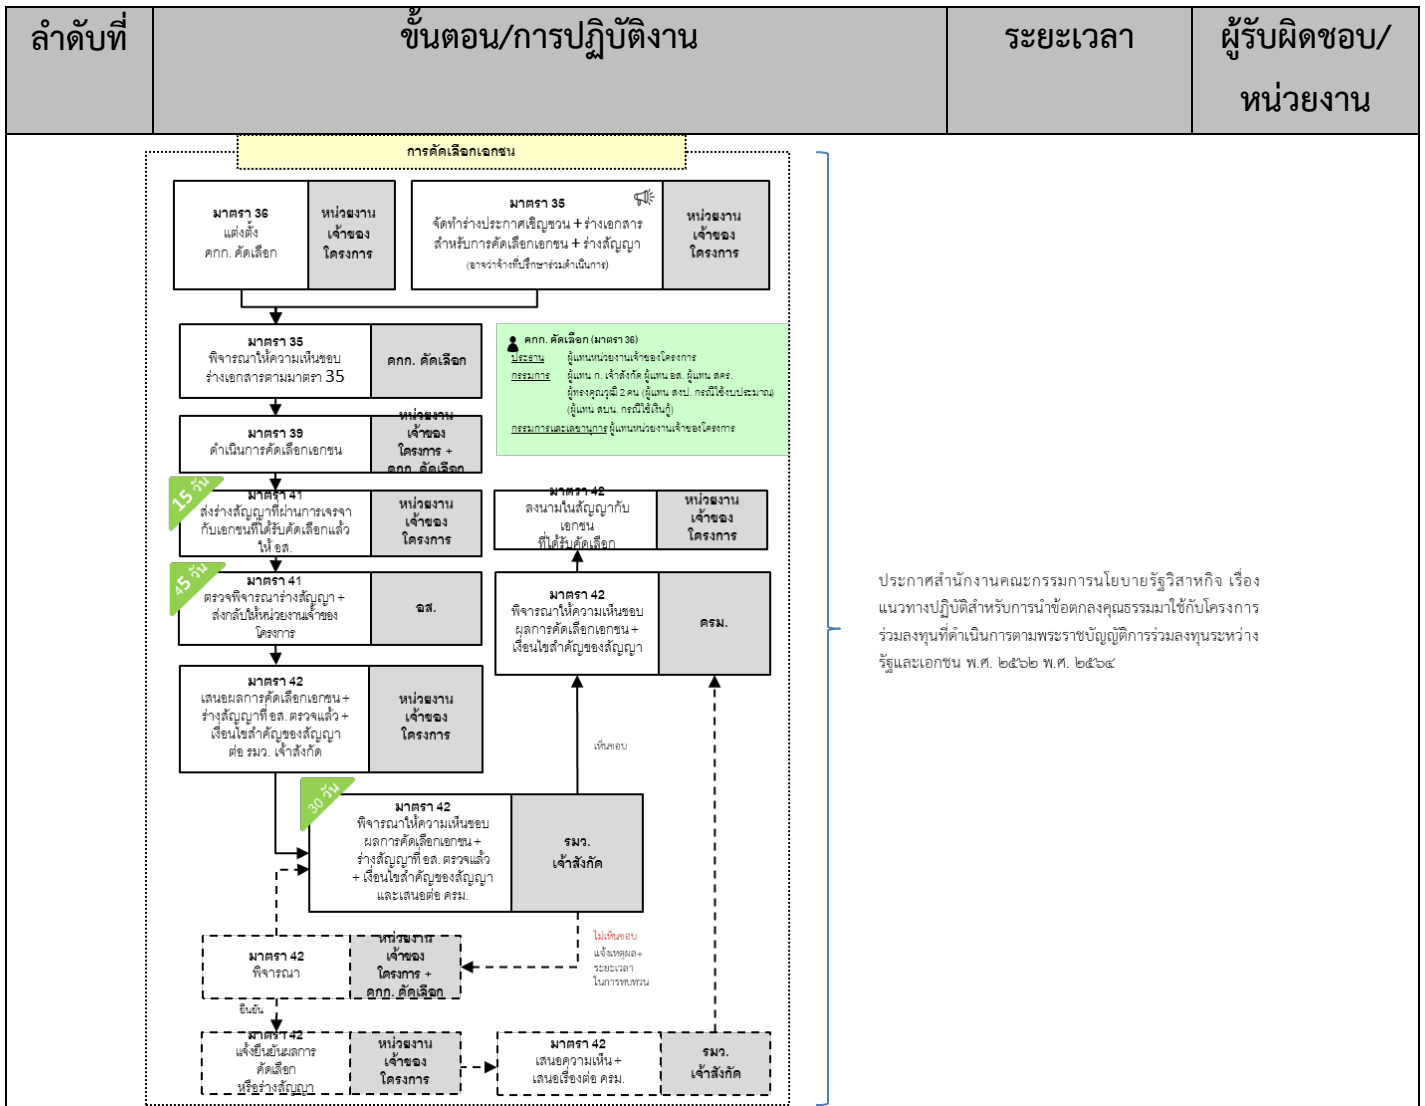 ลำดับที่
ขั้นตอน/การปฏิบัติงาน
ระยะเวลา
ผู้รับผิดชอบ/
หน่วยงาน
การคัดเลือกเอกชน
มาตรา 36
แต่งตั้ง
คกก. คัดเลือก
หน่วยงาน
เจ้าของ
โครงการ
มาตรา 35
จัดทำร่างประกาศเชิญชวน + ร่างเอกสาร
สำหรับการคัดเลือกเอกชน + ร่างสัญญา
(อาจว่าจ้างที่ปรึกษาร่วมดำเนินการ)
หน่วยงาน
เจ้าของ
โครงการ
มาตรา 35
พิจารณาให้ความเห็นชอบ
ร่างเอกสารตามมาตรา 35
คกก. คัดเลือก
คกก. คัดเลือก (มาตรา 36)
ประธาน ผู้แทนหน่วยงานเจ้าของโครงการ
กรรมการ ผู้แทน ก. เจ้าสังกัด ผู้แทน อส. ผู้แทน สคร.
ผู้ทรงคุณวุฒิ 2 คน (ผู้แทน สงป. กรณีใช้งบประมาณ)
(ผู้แทน สบน. กรณีใช้เงินกู้)
กรรมการและเลขานุการ ผู้แทนหน่วยงานเจ้าของโครงการ
มาตรา 39
ดำเนินการคัดเลือกเอกชน
หน่วยงาน
เจ้าของ
โครงการ +
คกก. คัดเลือก
15 วัน
มาตรา 41
ส่งร่างสัญญาที่ผ่านการเจรจา
กับเอกชนที่ได้รับคัดเลือกแล้ว
ให้ อส.
หน่วยงาน
เจ้าของ
โครงการ
มาตรา 42
ลงนามในสัญญากับ
เอกชน
ที่ได้รับคัดเลือก
หน่วยงาน
เจ้าของ
โครงการ
45 วัน
มาตรา 41
ตรวจพิจารณาร่างสัญญา +
ส่งกลับให้หน่วยงานเจ้าของ
โครงการ
อส.
มาตรา 42
พิจารณาให้ความเห็นชอบ
ผลการคัดเลือกเอกชน +
เงื่อนไขสำคัญของสัญญา
ครม.
ประกาศสำนักงานคณะกรรมการนโยบายรัฐวิสาหกิจ เรื่อง
แนวทางปฏิบัติสำหรับการนำข้อตกลงคุณธรรมมาใช้กับโครงการ
ร่วมลงทุนที่ดำเนินการตามพระราชบัญญัติการร่วมลงทุนระหว่าง
รัฐและเอกชน พ.ศ. ๒๕๖๒ พ.ศ. ๒๕๖๔
มาตรา 42
เสนอผลการคัดเลือกเอกชน +
ร่างสัญญาที่ อส. ตรวจแล้ว +
เงื่อนไขสำคัญของสัญญา
ต่อ รมว. เจ้าสังกัด
หน่วยงาน
เจ้าของ
โครงการ
เห็นชอบ
30 วัน
มาตรา 42
พิจารณาให้ความเห็นชอบ
ผลการคัดเลือกเอกชน +
ร่างสัญญาที่ อส. ตรวจแล้ว
+ เงื่อนไขสำคัญของสัญญา
และเสนอต่อ ครม.
รมว.
เจ้าสังกัด
ไม่เห็นชอบ
แจ้งเหตุผล+
ระยะเวลา
ในการทบทวน
มาตรา 42
พิจารณา
หน่วยงาน
เจ้าของ
โครงการ +
คกก. คัดเลือก
ยืนยัน
มาตรา 42
แจ้งยืนยันผลการ
คัดเลือก
หรือร่างสัญญา
หน่วยงาน
เจ้าของ
โครงการ
มาตรา 42
เสนอความเห็น +
เสนอเรื่องต่อ ครม.
รมว.
เจ้าสังกัด